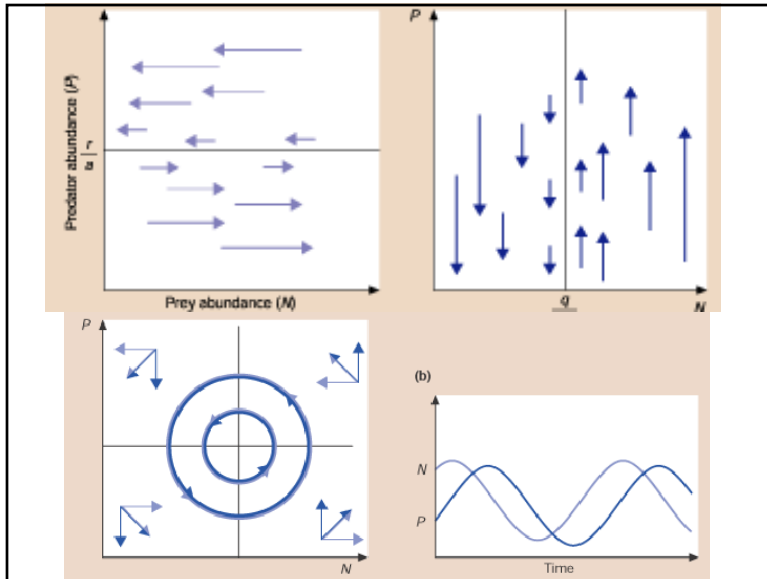 Predator abundance (P)
r
a
Prey abundance (N)
P
q
N
P
N
(b)
N
P
Time